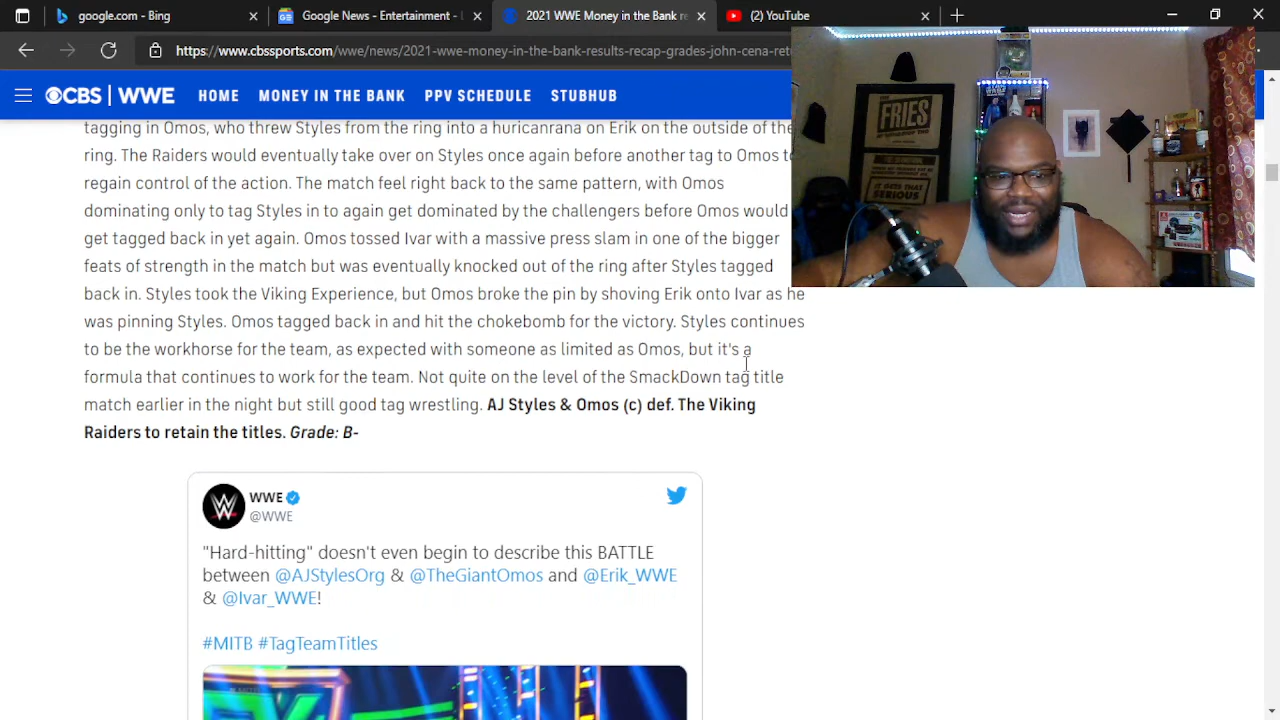 google.com - Bing
Google News - Entertainment - L
2021 WWE Money in the Bank re
(2) YouTube
https://www.cbssports.com/wwe/news/2021-wwe-money-in-the-bank-results-recap-grades-john-cena-retu
CBS | WWE HOME MONEY IN THE BANK PPV SCHEDULE STUBHUB
tagging in Omos, who threw Styles from the ring into a huricanrana on Erik on the outside of the
ring. The Raiders would eventually take over on Styles once again before another tag to Omos to
regain control of the action. The match feel right back to the same pattern, with Omos
dominating only to tag Styles in to again get dominated by the challengers before Omos would
get tagged back in yet again. Omos tossed Ivar with a massive press slam in one of the bigger
feats of strength in the match but was eventually knocked out of the ring after Styles tagged
back in. Styles took the Viking Experience, but Omos broke the pin by shoving Erik onto Ivar as he
was pinning Styles. Omos tagged back in and hit the chokebomb for the victory. Styles continues
to be the workhorse for the team, as expected with someone as limited as Omos, but it's a
formula that continues to work for the team. Not quite on the level of the SmackDown tag title
match earlier in the night but still good tag wrestling. AJ Styles & Omos (c) def. The Viking
Raiders to retain the titles. Grade: B-
WWE
@WWE
"Hard-hitting" doesn't even begin to describe this BATTLE
between @AJStylesOrg & @TheGiantOmos and @Erik_WWE
& @Ivar_WWE!
#MITB #TagTeamTitles
FRIES
IT GETS THAT
SERIOUS